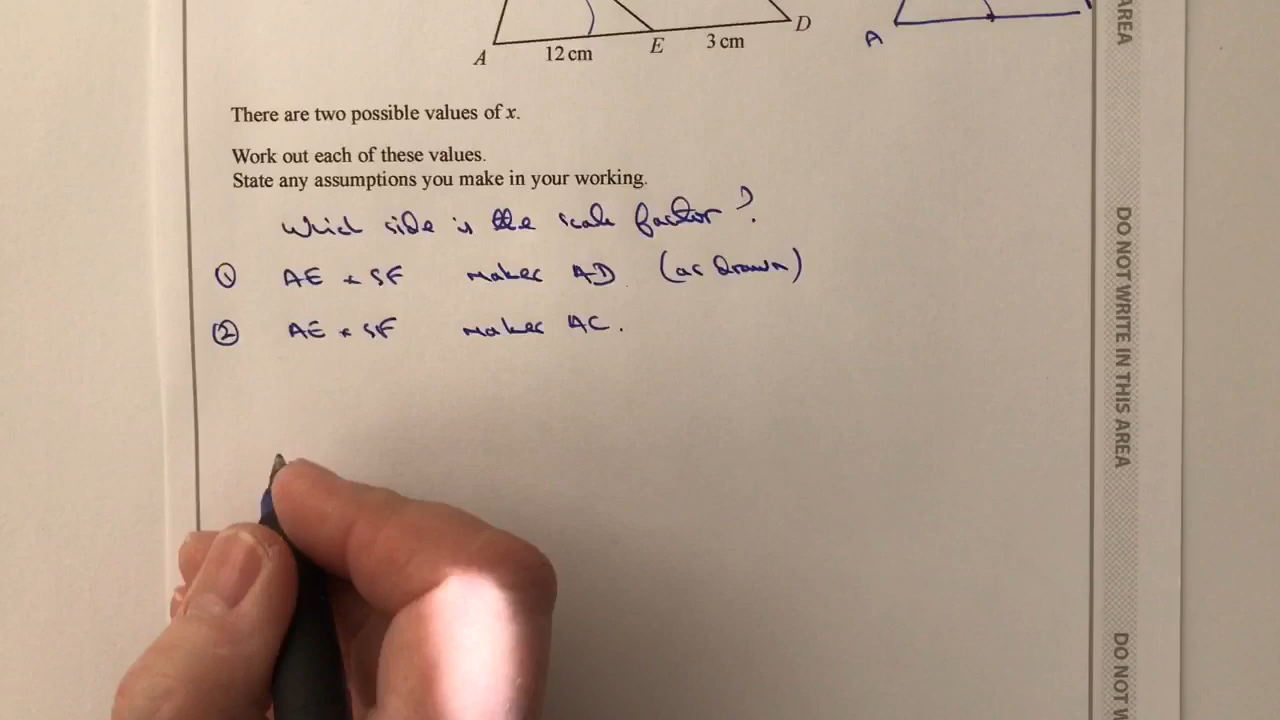 D
A 12 cm E 3 cm
A
There are two possible values of x.
Work out each of these values.
State any assumptions you make in your working.
Which side is the scale factor?
① AE × SF makes AD (as drawn)
② AE × SF makes AC.
AREA
DO NOT WRITE IN THIS AREA
DO NOT W